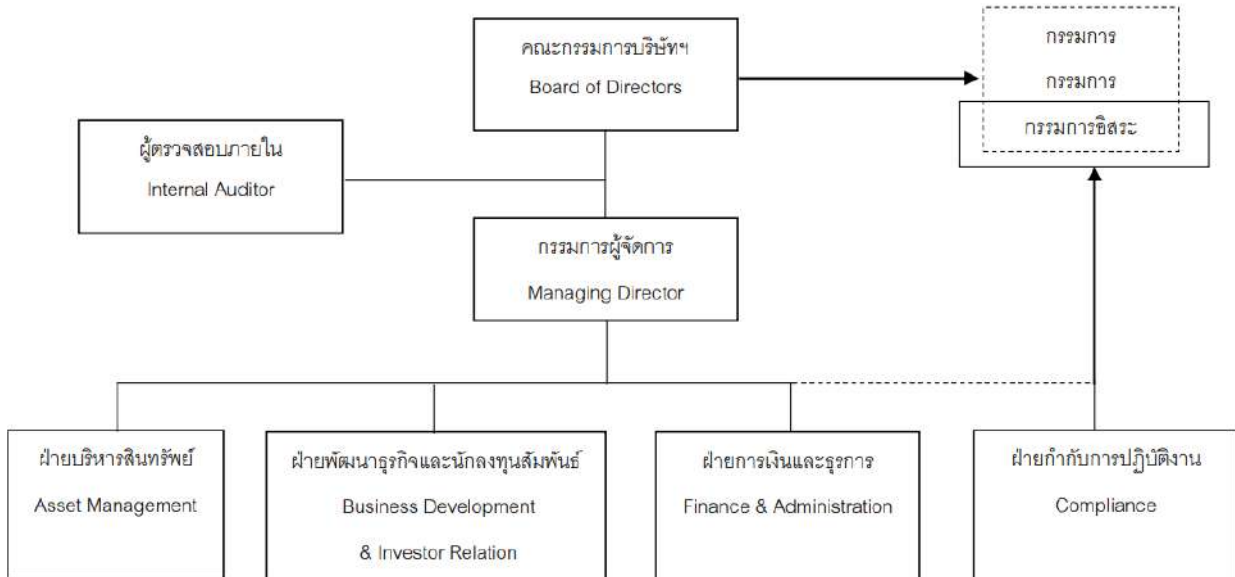 คณะกรรมการบริษัทฯ
Board of Directors
กรรมการ
กรรมการ
กรรมการอิสระ
ผู้ตรวจสอบภายใน
Internal Auditor
กรรมการผู้จัดการ
Managing Director
ฝ่ายบริหารสินทรัพย์
Asset Management
ฝ่ายพัฒนาธุรกิจและนักลงทุนสัมพันธ์
Business Development
& Investor Relation
ฝ่ายการเงินและธุรการ
Finance & Administration
ฝ่ายกำกับการปฏิบัติงาน
Compliance